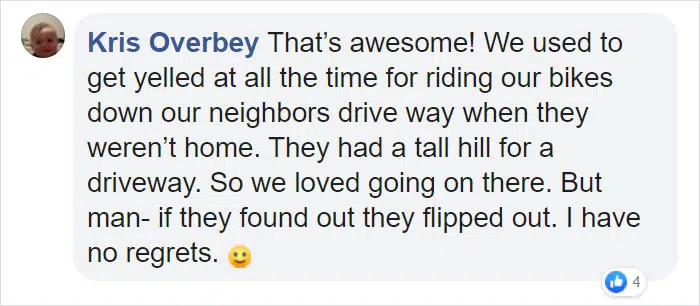 Kris Overbey That’s awesome! We used to
get yelled at all the time for riding our bikes
down our neighbors drive way when they
weren’t home. They had a tall hill for a
driveway. So we loved going on there. But
man- if they found out they flipped out. I have
no regrets. 🙂
4